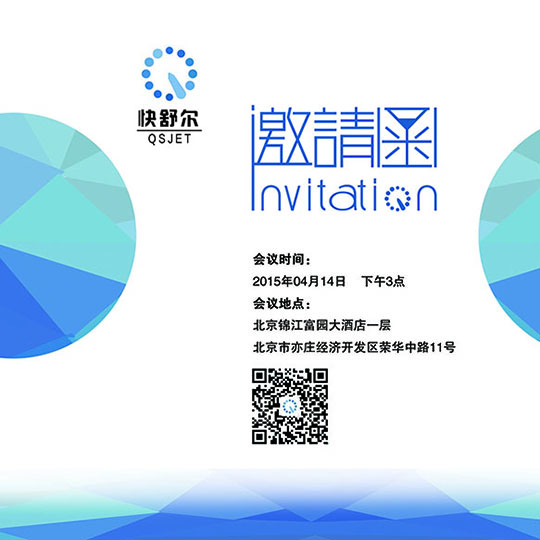 快舒尔
QSJET
邀請函
Invitation
会议时间：
2015年04月14日 下午3点
会议地点：
北京锦江富园大酒店一层
北京市亦庄经济开发区荣华中路11号